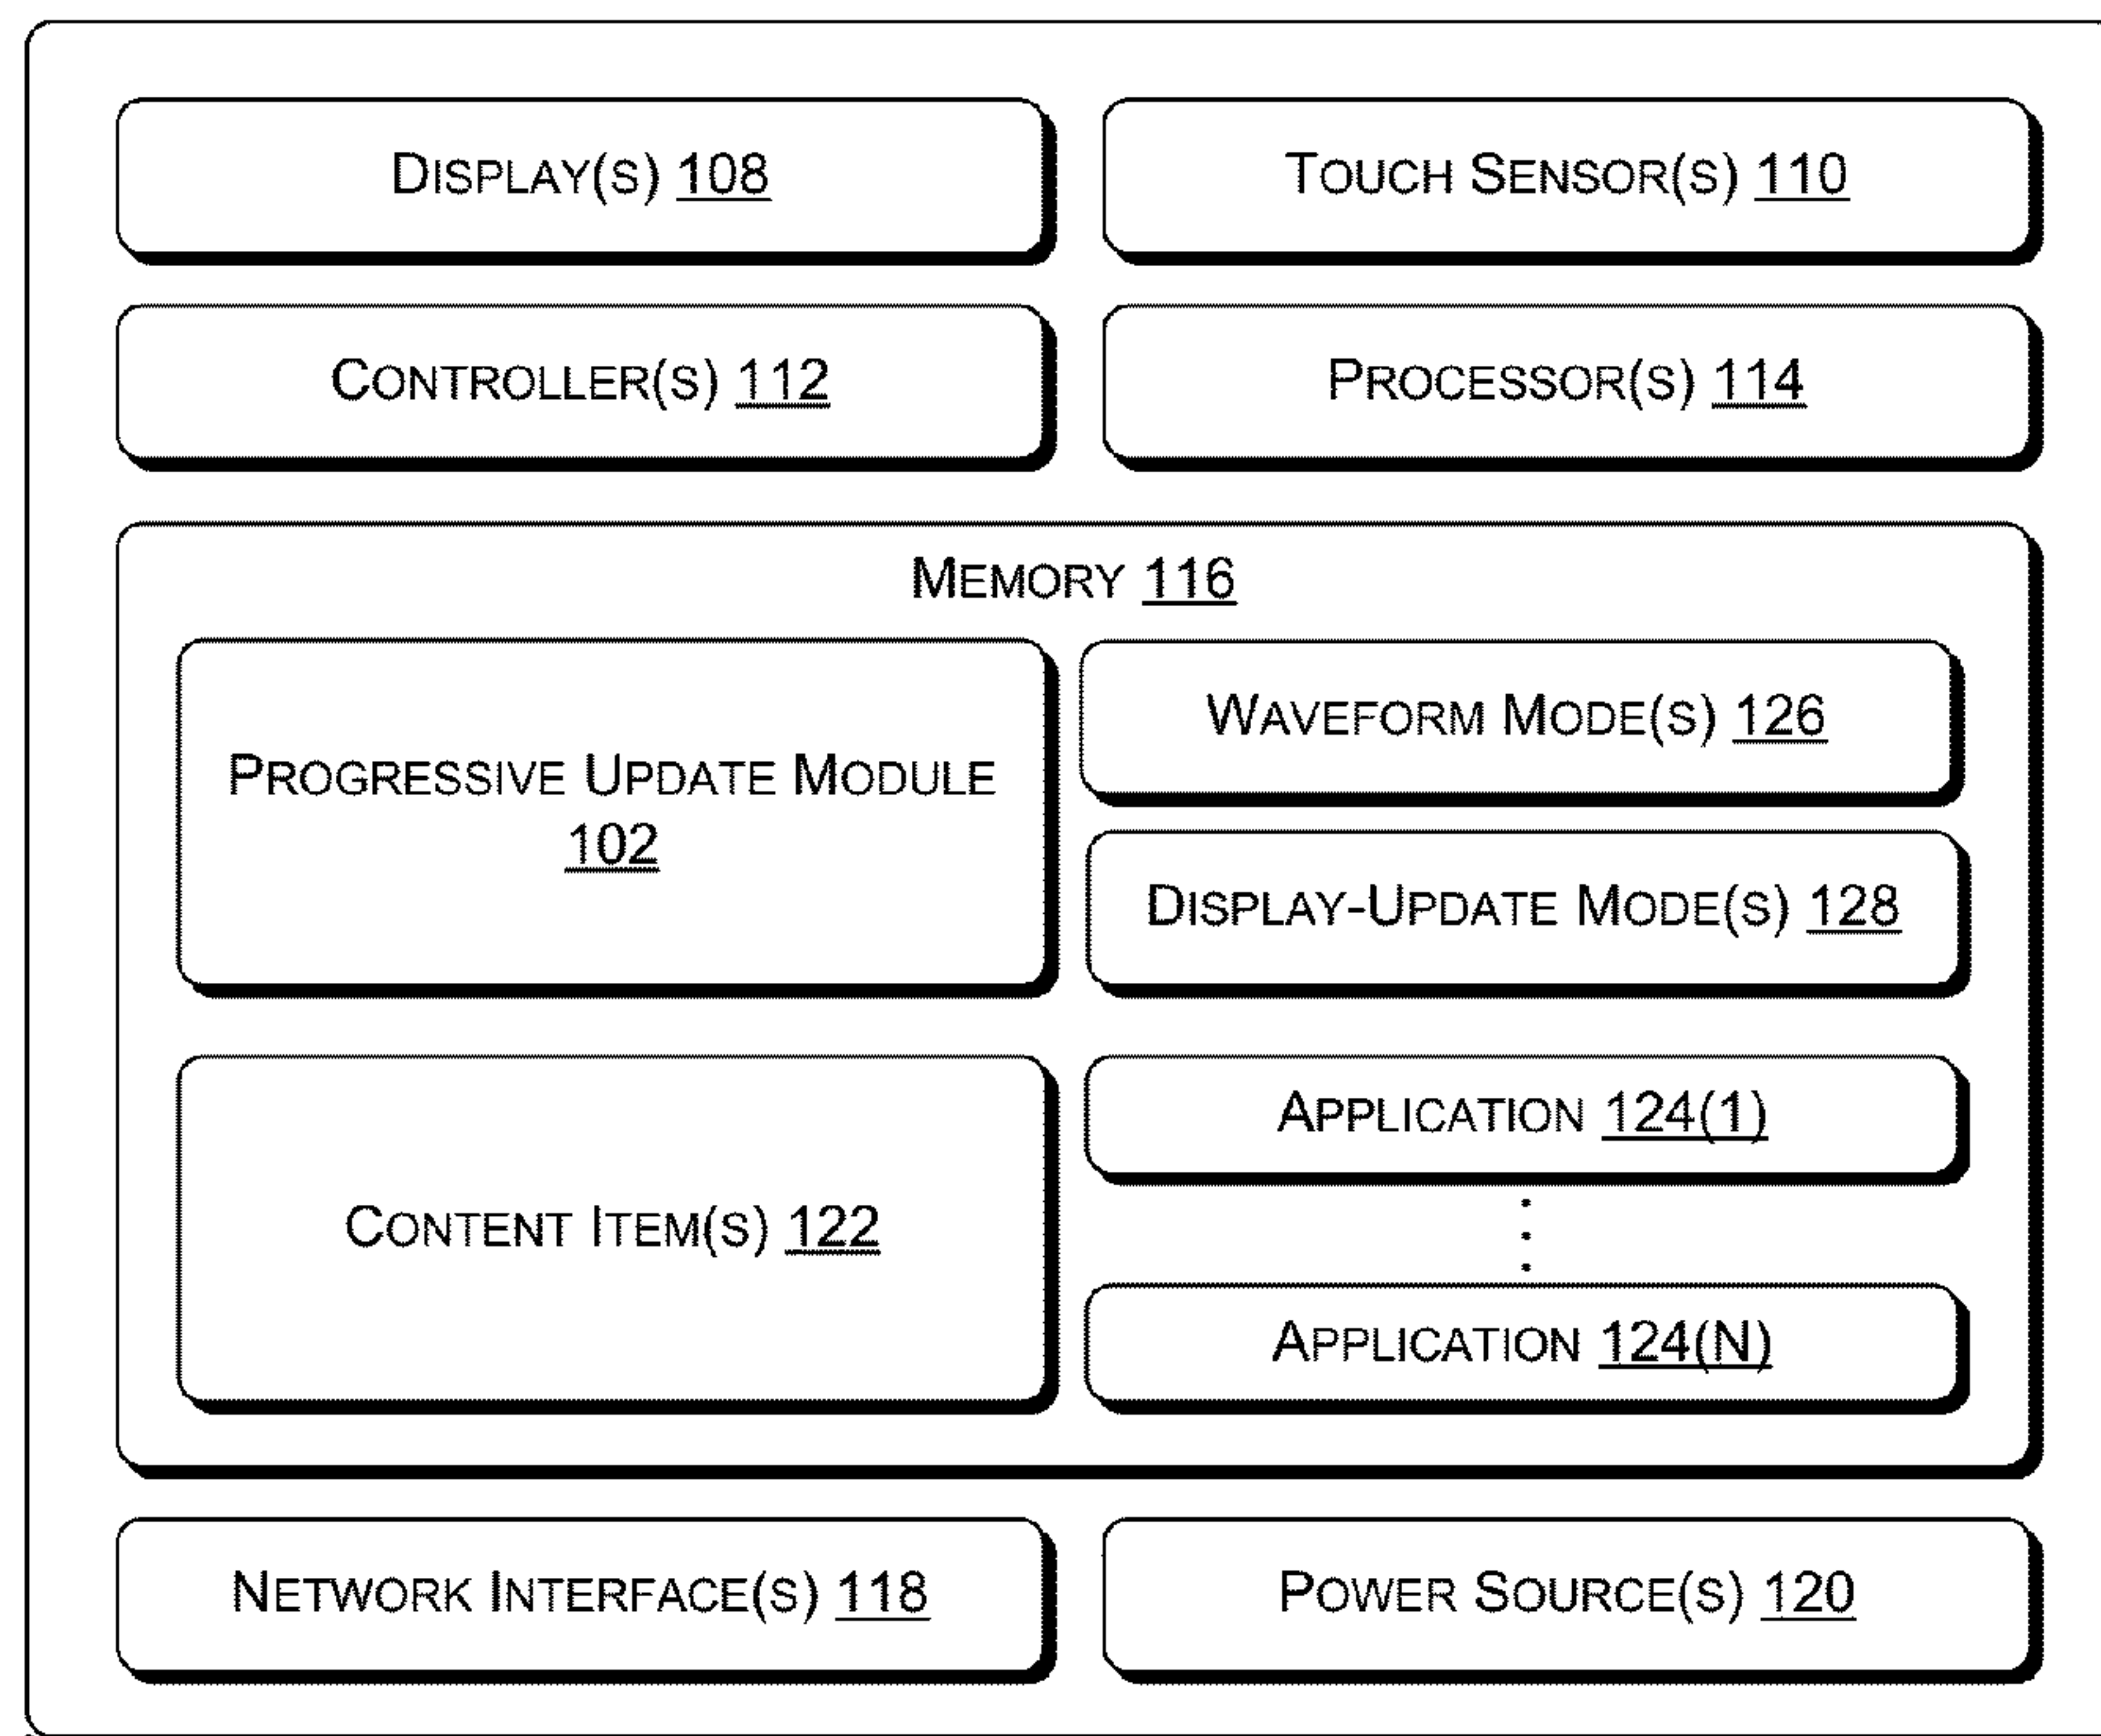 DISPLAY(S) 108
TOUCH SENSOR(S) 110
CONTROLLER(S) 112
PROCESSOR(S) 114
MEMORY 116
PROGRESSIVE UPDATE MODULE
102
WAVEFORM MODE(S) 126
DISPLAY-UPDATE MODE(S) 128
CONTENT ITEM(S) 122
APPLICATION 124(1)
APPLICATION 124(N)
NETWORK INTERFACE(S) 118
POWER SOURCE(S) 120